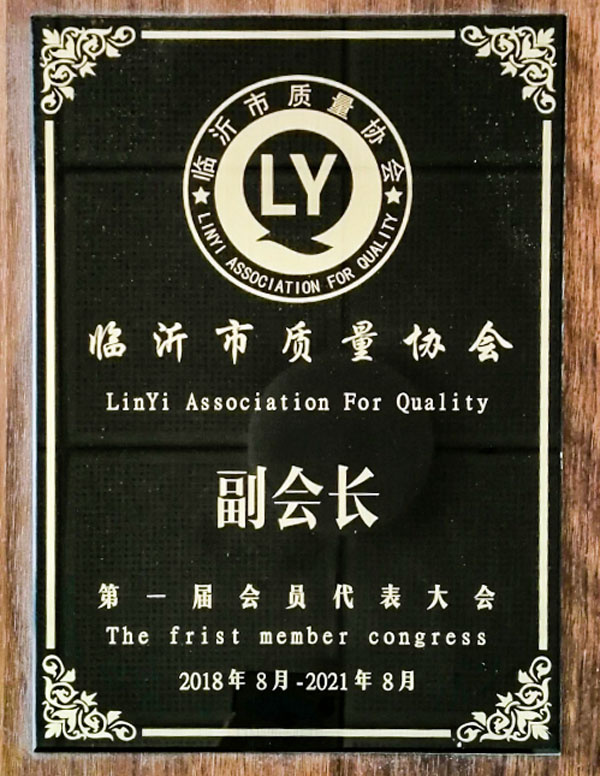 临沂市质量协会
LY
LINYI ASSOCIATION FOR QUALITY
临沂市质量协会
LinYi Association For Quality
副会长
第一届会员代表大会
The frist member congress
2018年8月-2021年8月